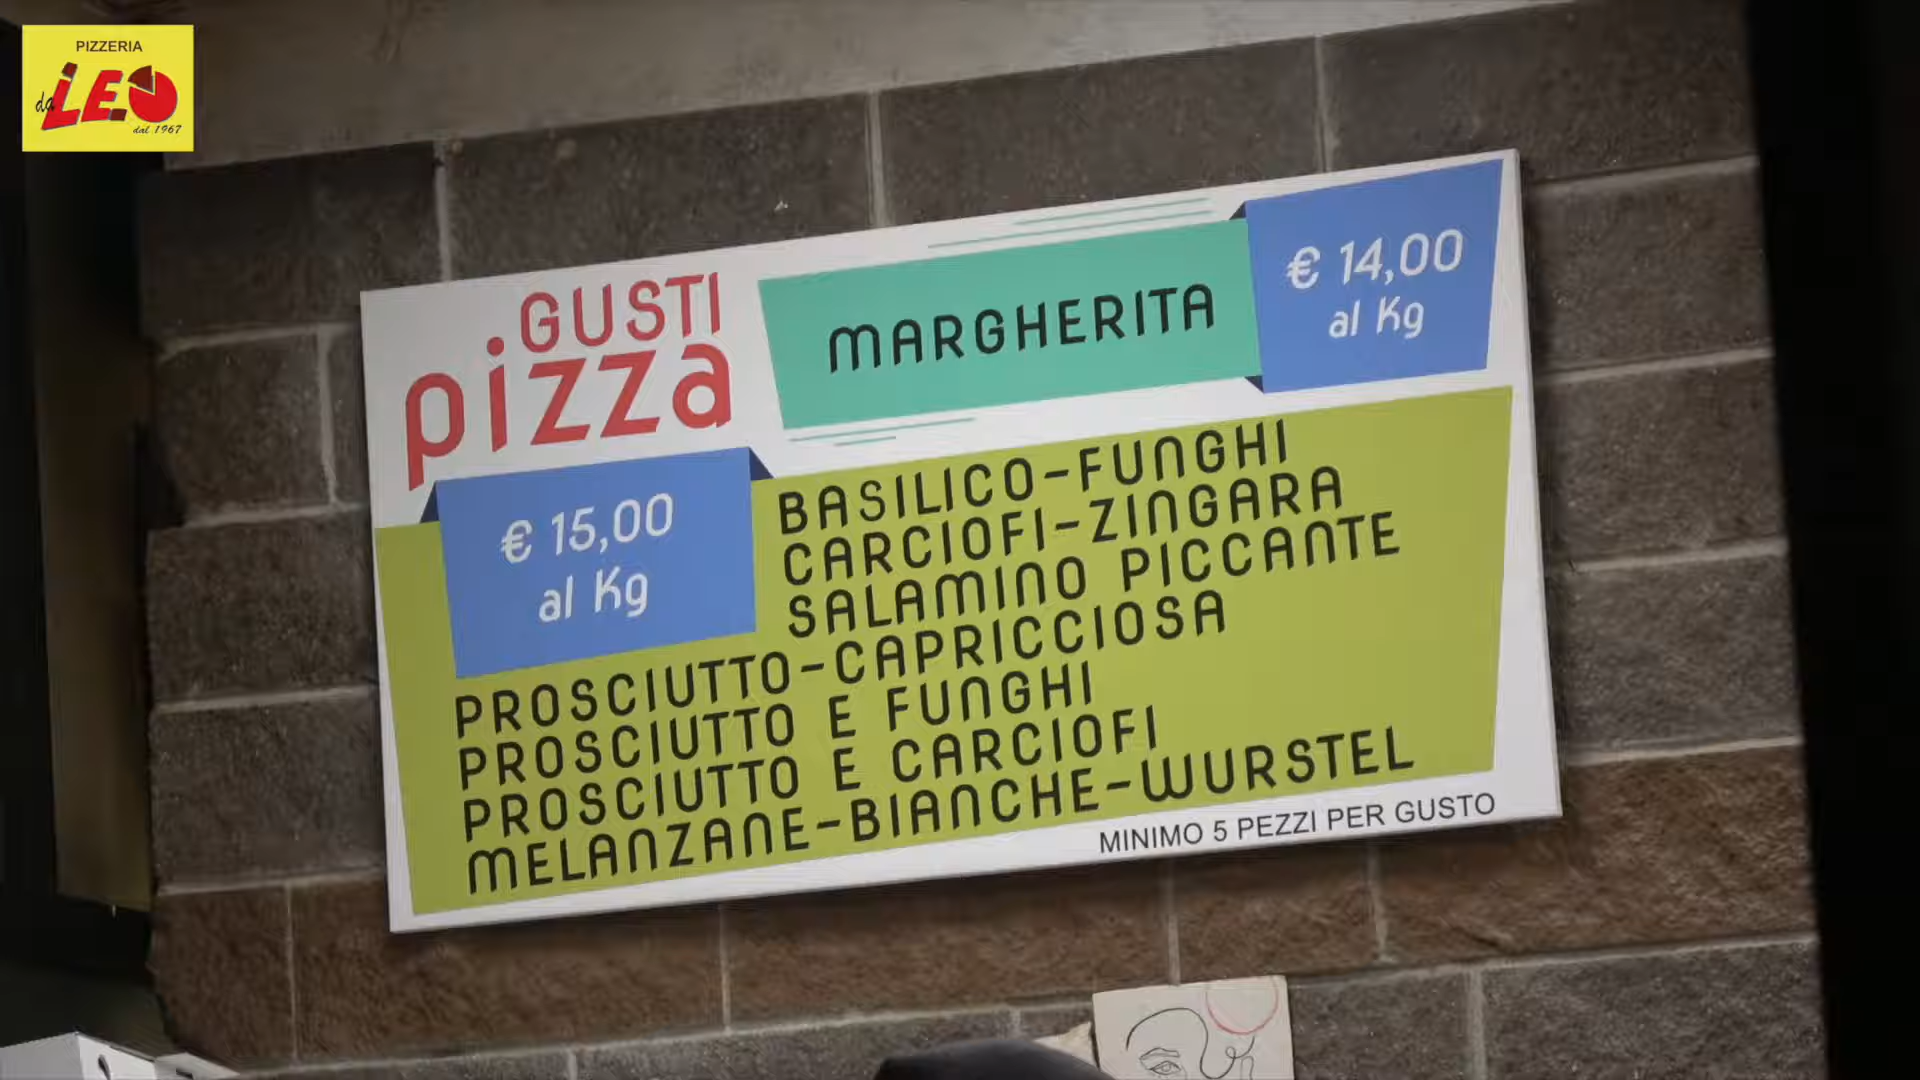 PIZZERIA
da LEO
dal 1967
GUSTI
pizza
MARGHERITA
€ 14,00
al Kg
€ 15,00
al Kg
BASILICO-FUNGHI
CARCIOFI-ZINGARA
SALAMINO PICCANTE
PROSCIUTTO-CAPRICCIOSA
PROSCIUTTO E FUNGHI
PROSCIUTTO E CARCIOFI
MELANZANE-BIANCHE-WURSTEL
MINIMO 5 PEZZI PER GUSTO